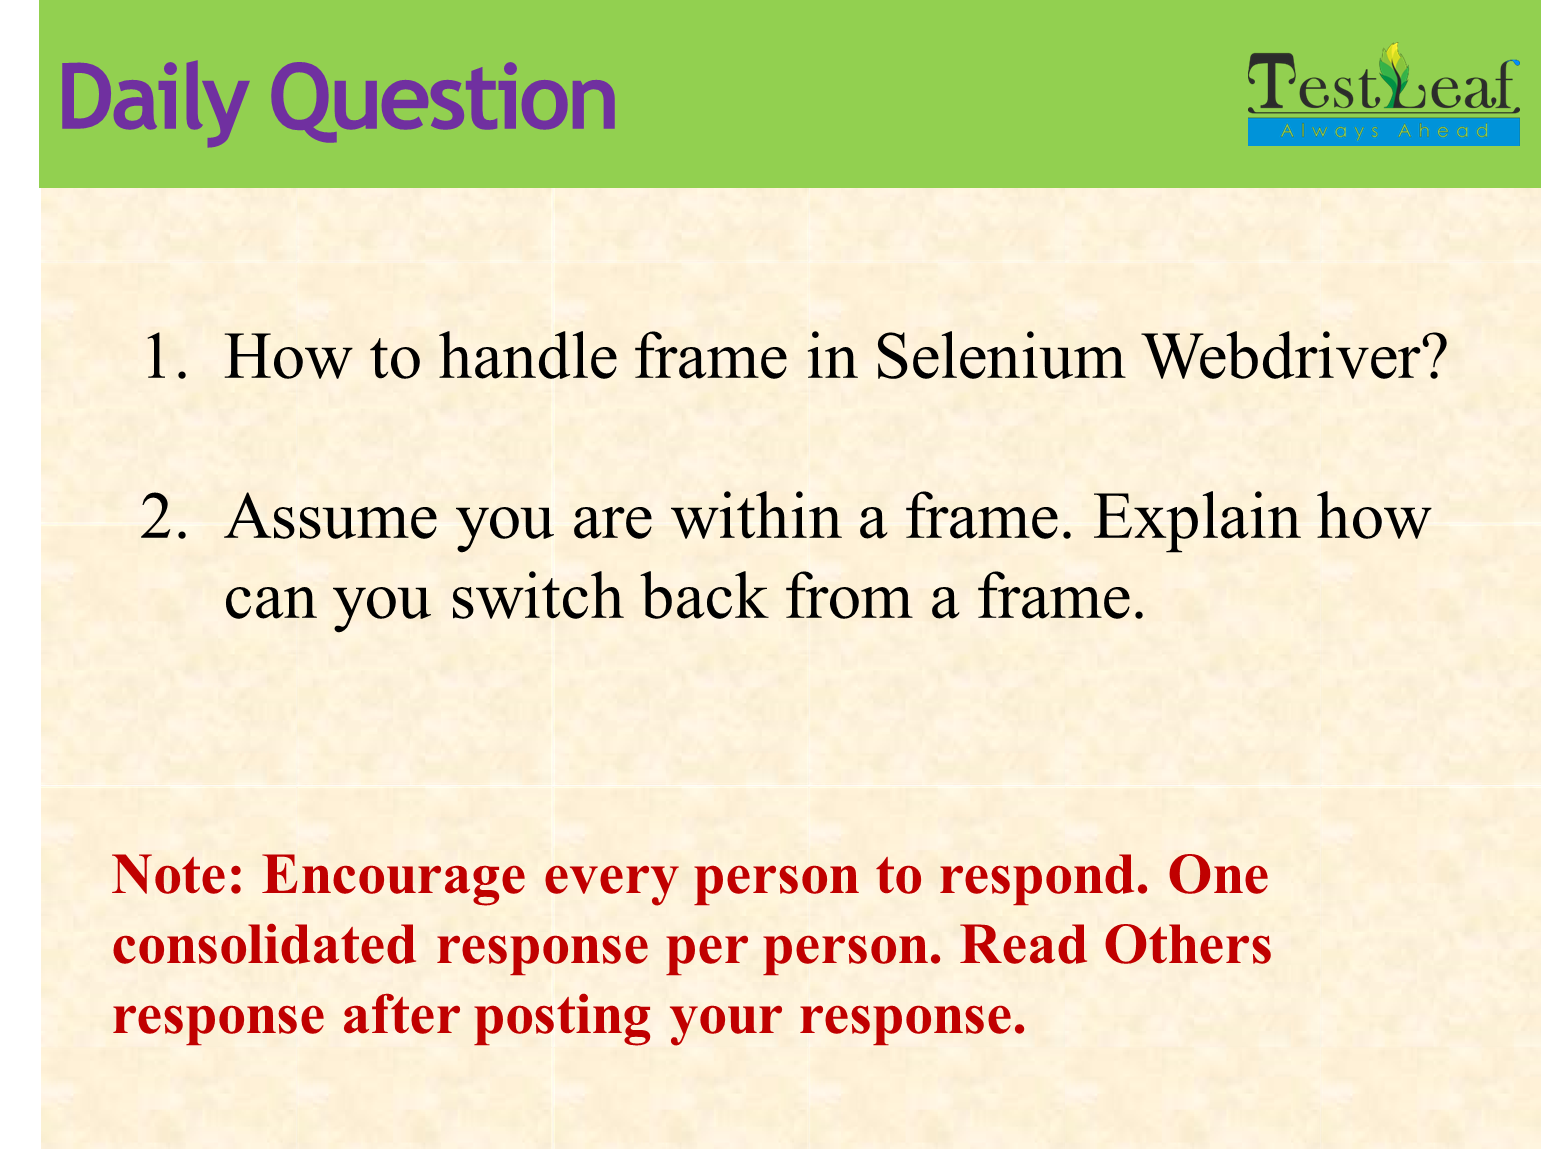 Daily Question
TestLeaf
Always Ahead
1. How to handle frame in Selenium Webdriver?
2. Assume you are within a frame. Explain how
can you switch back from a frame.
Note: Encourage every person to respond. One
consolidated response per person. Read Others
response after posting your response.